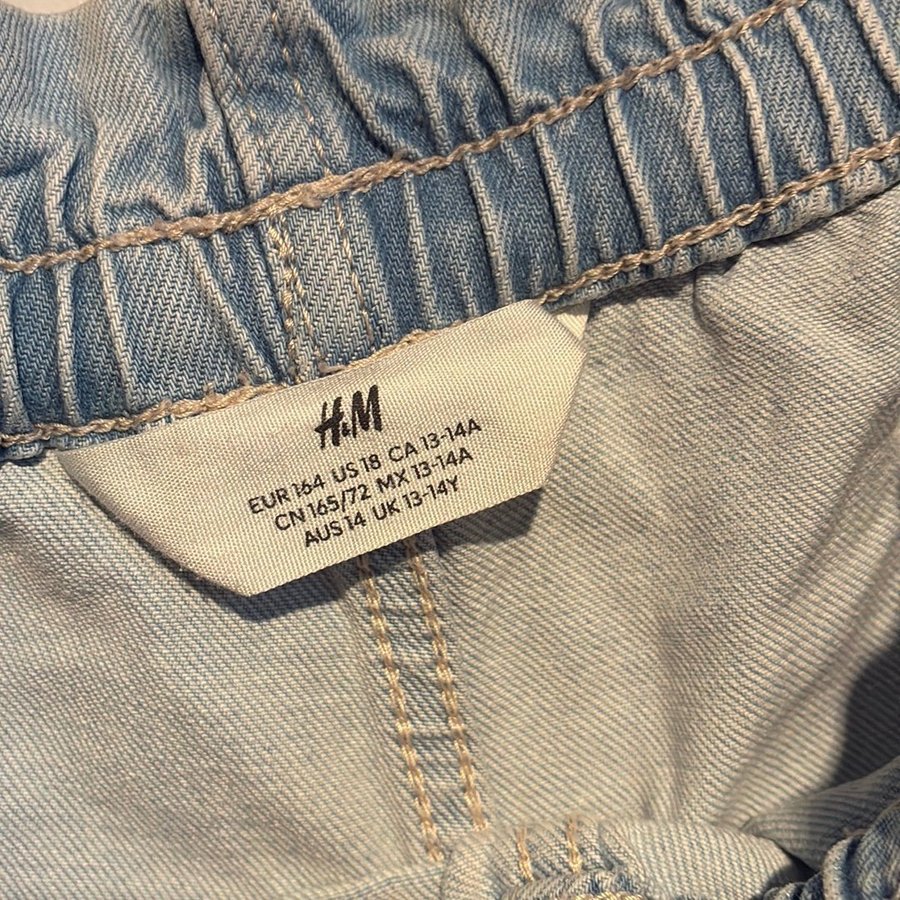 H&M
EUR 164 US 18 CA 13-14A
CN 165/72 MX 13-14A
AUS 14 UK 13-14Y